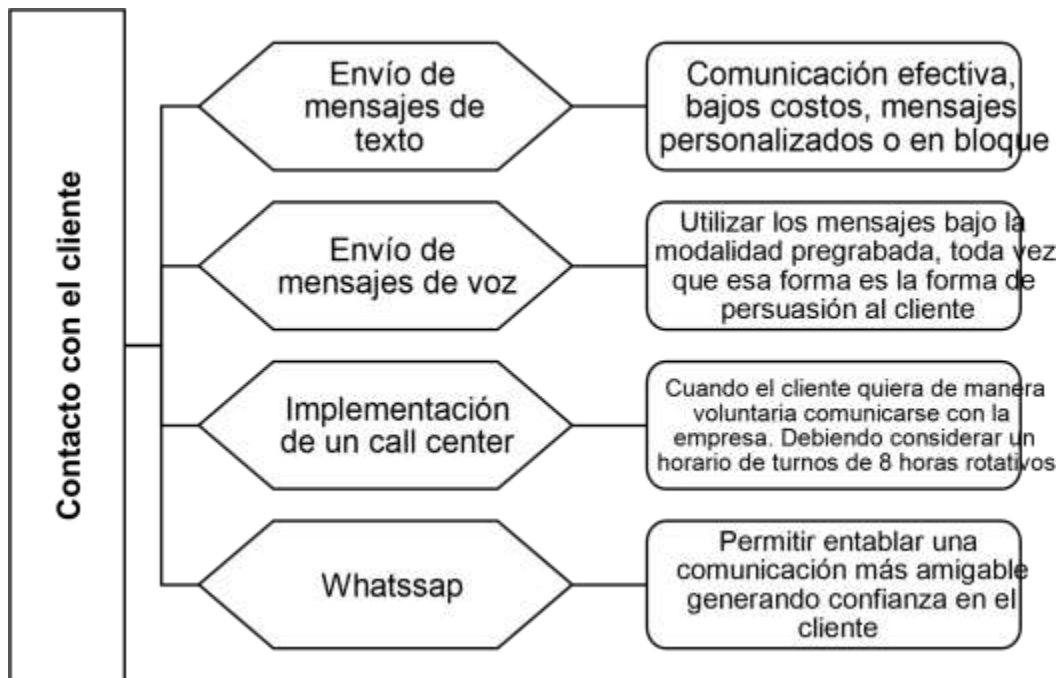 Contacto con el cliente
Envío de
mensajes de
texto
Comunicación efectiva,
bajos costos, mensajes
personalizados o en bloque
Envío de
mensajes de voz
Utilizar los mensajes bajo la
modalidad pregrabada, toda vez
que esa forma es la forma de
persuasión al cliente
Implementación
de un call center
Cuando el cliente quiera de manera
voluntaria comunicarse con la
empresa. Debiendo considerar un
horario de turnos de 8 horas rotativos
Whatssap
Permitir entablar una
comunicación más amigable
generando confianza en el
cliente